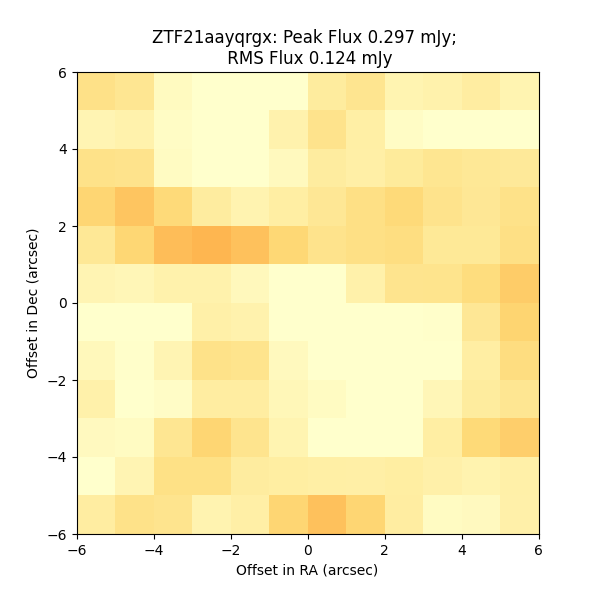 ZTF21aayqrgx: Peak Flux 0.297 mJy;
RMS Flux 0.124 mJy
6
4
2
0
−2
−4
−6
Offset in Dec (arcsec)
−6 −4 −2 0 2 4 6
Offset in RA (arcsec)